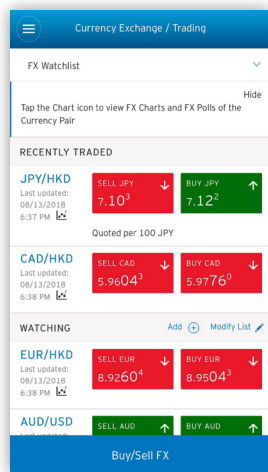 Currency Exchange / Trading
FX Watchlist
Hide
Tap the Chart icon to view FX Charts and FX Polls of the
Currency Pair
RECENTLY TRADED
JPY/HKD
Last updated:
08/13/2018
6:37 PM
SELL JPY
7.10³
BUY JPY
7.12²
Quoted per 100 JPY
CAD/HKD
Last updated:
08/13/2018
6:38 PM
SELL CAD
5.9604³
BUY CAD
5.9776⁰
WATCHING
Add
Modify List
EUR/HKD
Last updated:
08/13/2018
6:38 PM
SELL EUR
8.9260⁴
BUY EUR
8.9504³
AUD/USD
Last updated:
SELL AUD
BUY AUD
Buy/Sell FX